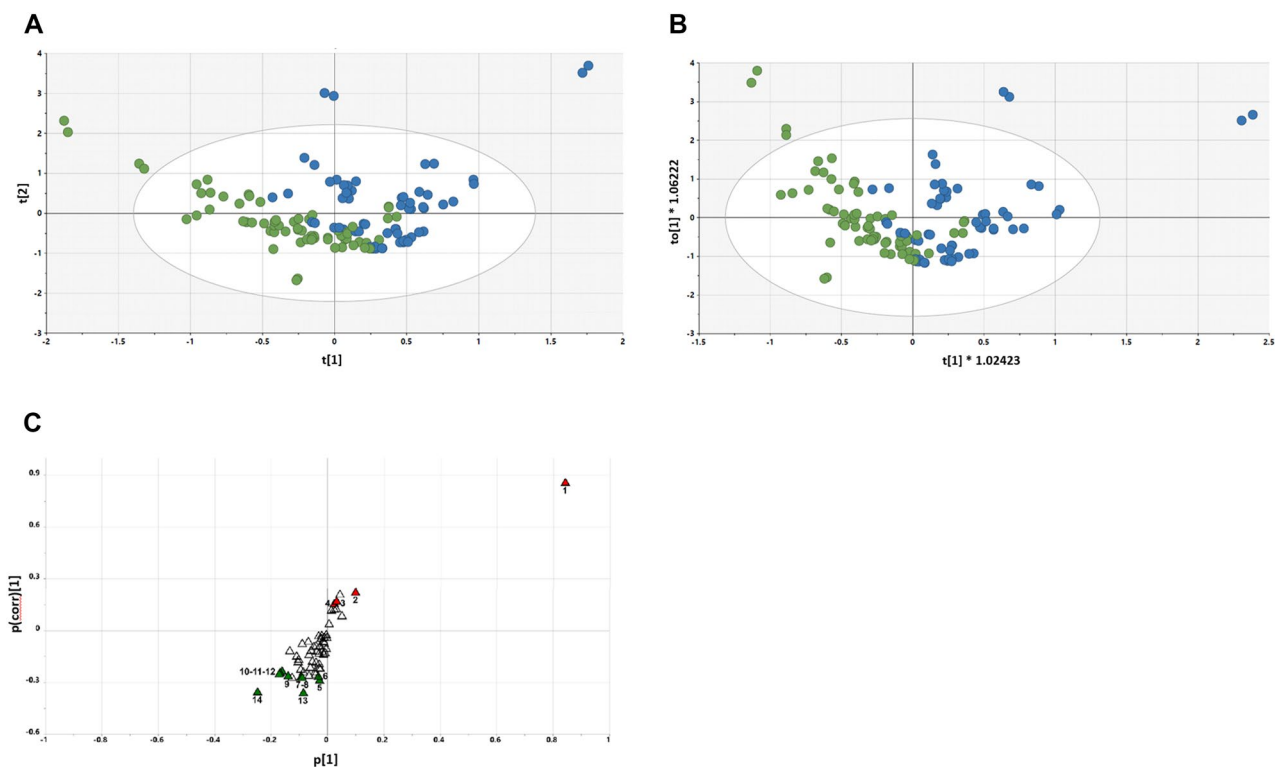 A
4
3
2
1
0
-1
-2
-3
t[2]
-2 -1.5 -1 -0.5 0 0.5 1 1.5 2
t[1]
B
4
3
2
1
0
-1
-2
-3
to[1] * 1.06222
-1.5 -1 -0.5 0 0.5 1 1.5 2 2.5
t[1] * 1.02423
C
0.9
0.6
0.3
0
-0.3
-0.6
p(corr)[1]
1
4 3 2
10-11-12 9 7-8 6
5
14 13
-1 -0.8 -0.6 -0.4 -0.2 0 0.2 0.4 0.6 0.8 1
p[1]